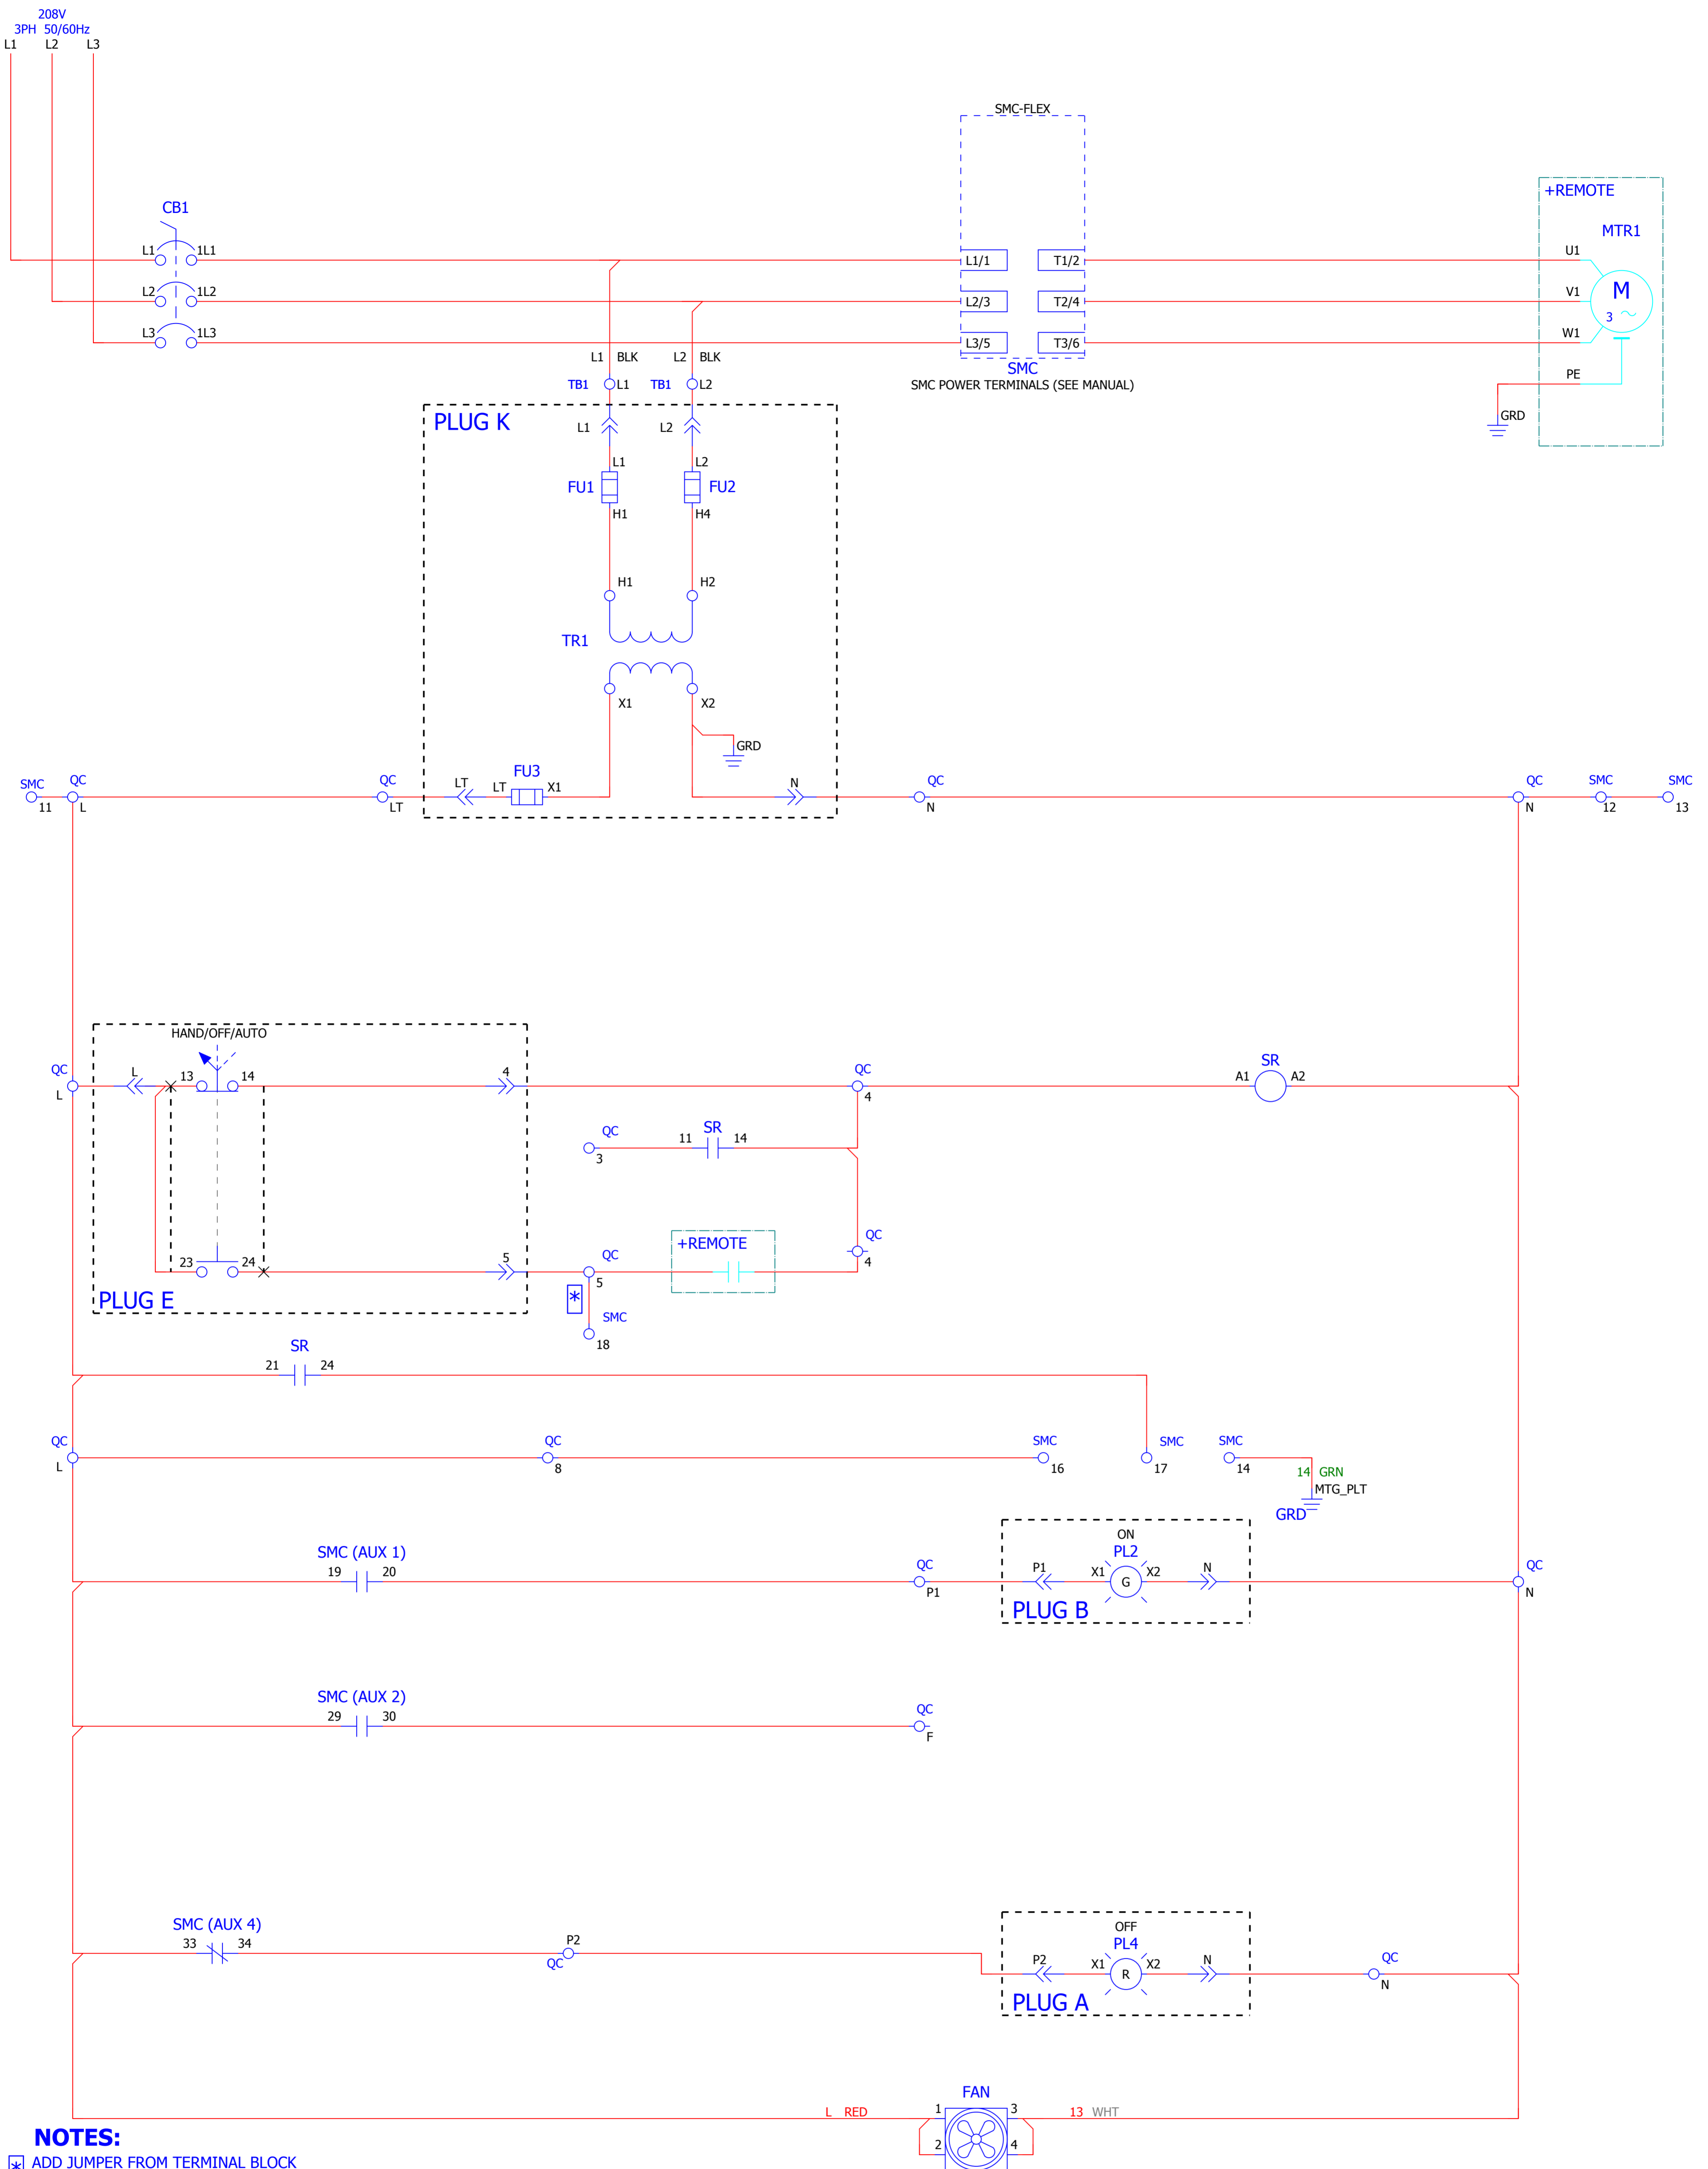 208V
3PH 50/60Hz
L1 L2 L3
SMC-FLEX
+REMOTE
CB1
MTR1
L1 1L1 L1/1 T1/2 U1
L2 1L2 L2/3 T2/4 V1
M
3
L3 1L3 L3/5 T3/6 W1
L1 BLK L2 BLK
SMC
SMC POWER TERMINALS (SEE MANUAL)
PE
TB1 L1 TB1 L2
GRD
PLUG K
L1 L2
L1 L2
FU1 FU2
H1 H4
H1 H2
TR1
X1 X2
GRD
SMC QC QC LT LT FU3 X1 N QC QC SMC SMC
11 L LT N N 12 13
HAND/OFF/AUTO
QC L 13 14 4 QC SR
A1 A2
L 4
QC SR
11 14
3
+REMOTE
QC
4
23 24 5 QC
5
PLUG E
*
SMC
18
SR
21 24
QC QC SMC SMC SMC
L 8 16 17 14
14 GRN
MTG_PLT
GRD
ON
SMC (AUX 1) PL2
19 20 QC P1 X1 G X2 N QC
P1 N
PLUG B
SMC (AUX 2)
29 30 QC
F
SMC (AUX 4)
33 34 P2
QC
OFF
PL4
P2 X1 R X2 N QC
N
PLUG A
FAN
L RED 1 3 13 WHT
2 4
NOTES:
* ADD JUMPER FROM TERMINAL BLOCK